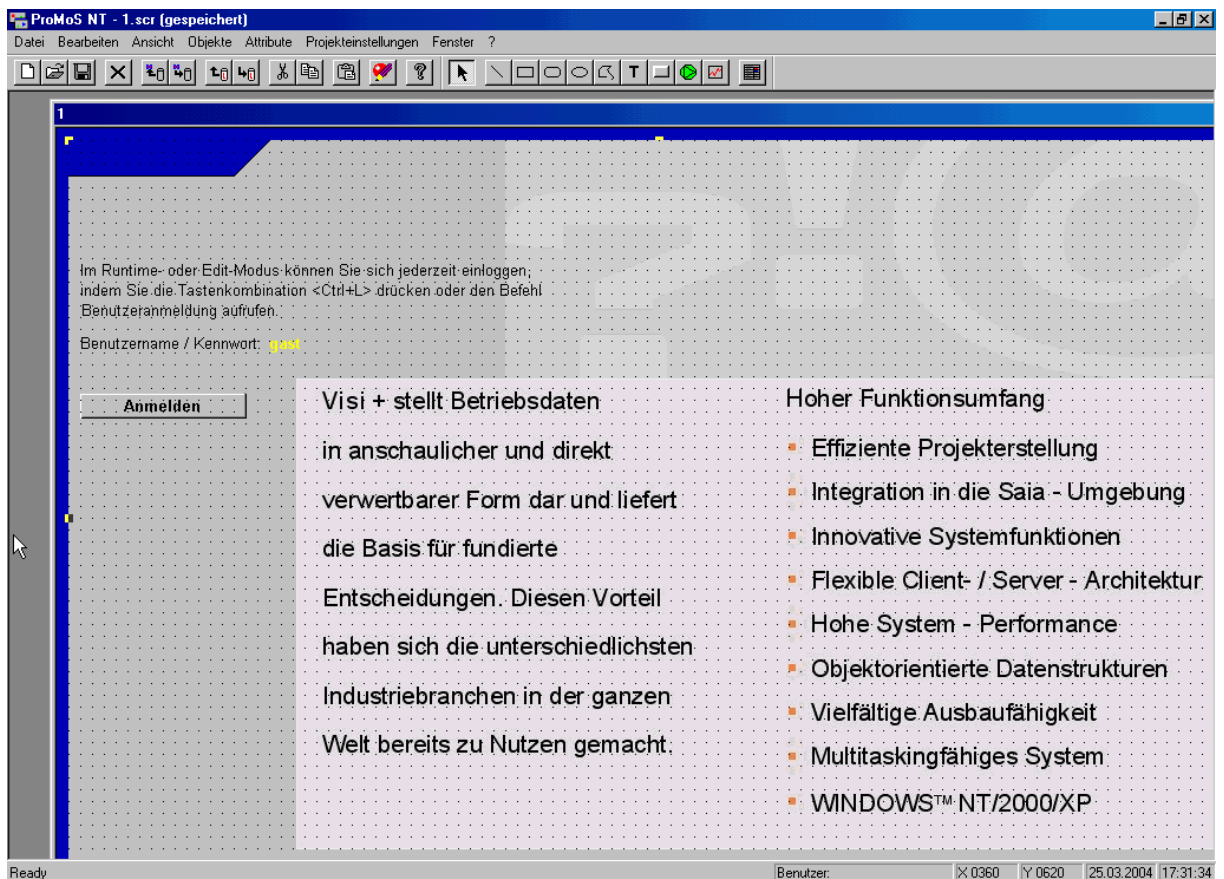 ProMoS NT - 1.scr (gespeichert)
Datei Bearbeiten Ansicht Objekte Attribute Projekteinstellungen Fenster ?
T
1
Im Runtime- oder Edit-Modus können Sie sich jederzeit einloggen,
indem Sie die Tastenkombination <Ctrl+L> drücken oder den Befehl
Benutzeranmeldung aufrufen.
Benutzername / Kennwort: gast
Anmelden
Visi + stellt Betriebsdaten
in anschaulicher und direkt
verwertbarer Form dar und liefert
die Basis für fundierte
Entscheidungen. Diesen Vorteil
haben sich die unterschiedlichsten
Industriebranchen in der ganzen
Welt bereits zu Nutzen gemacht.
Hoher Funktionsumfang
Effiziente Projekterstellung
Integration in die Saia - Umgebung
Innovative Systemfunktionen
Flexible Client- / Server - Architektur
Hohe System - Performance
Objektorientierte Datenstrukturen
Vielfältige Ausbaufähigkeit
Multitaskingfähiges System
WINDOWS™ NT/2000/XP
Ready Benutzer: X 0360 Y 0620 25.03.2004 17:31:34